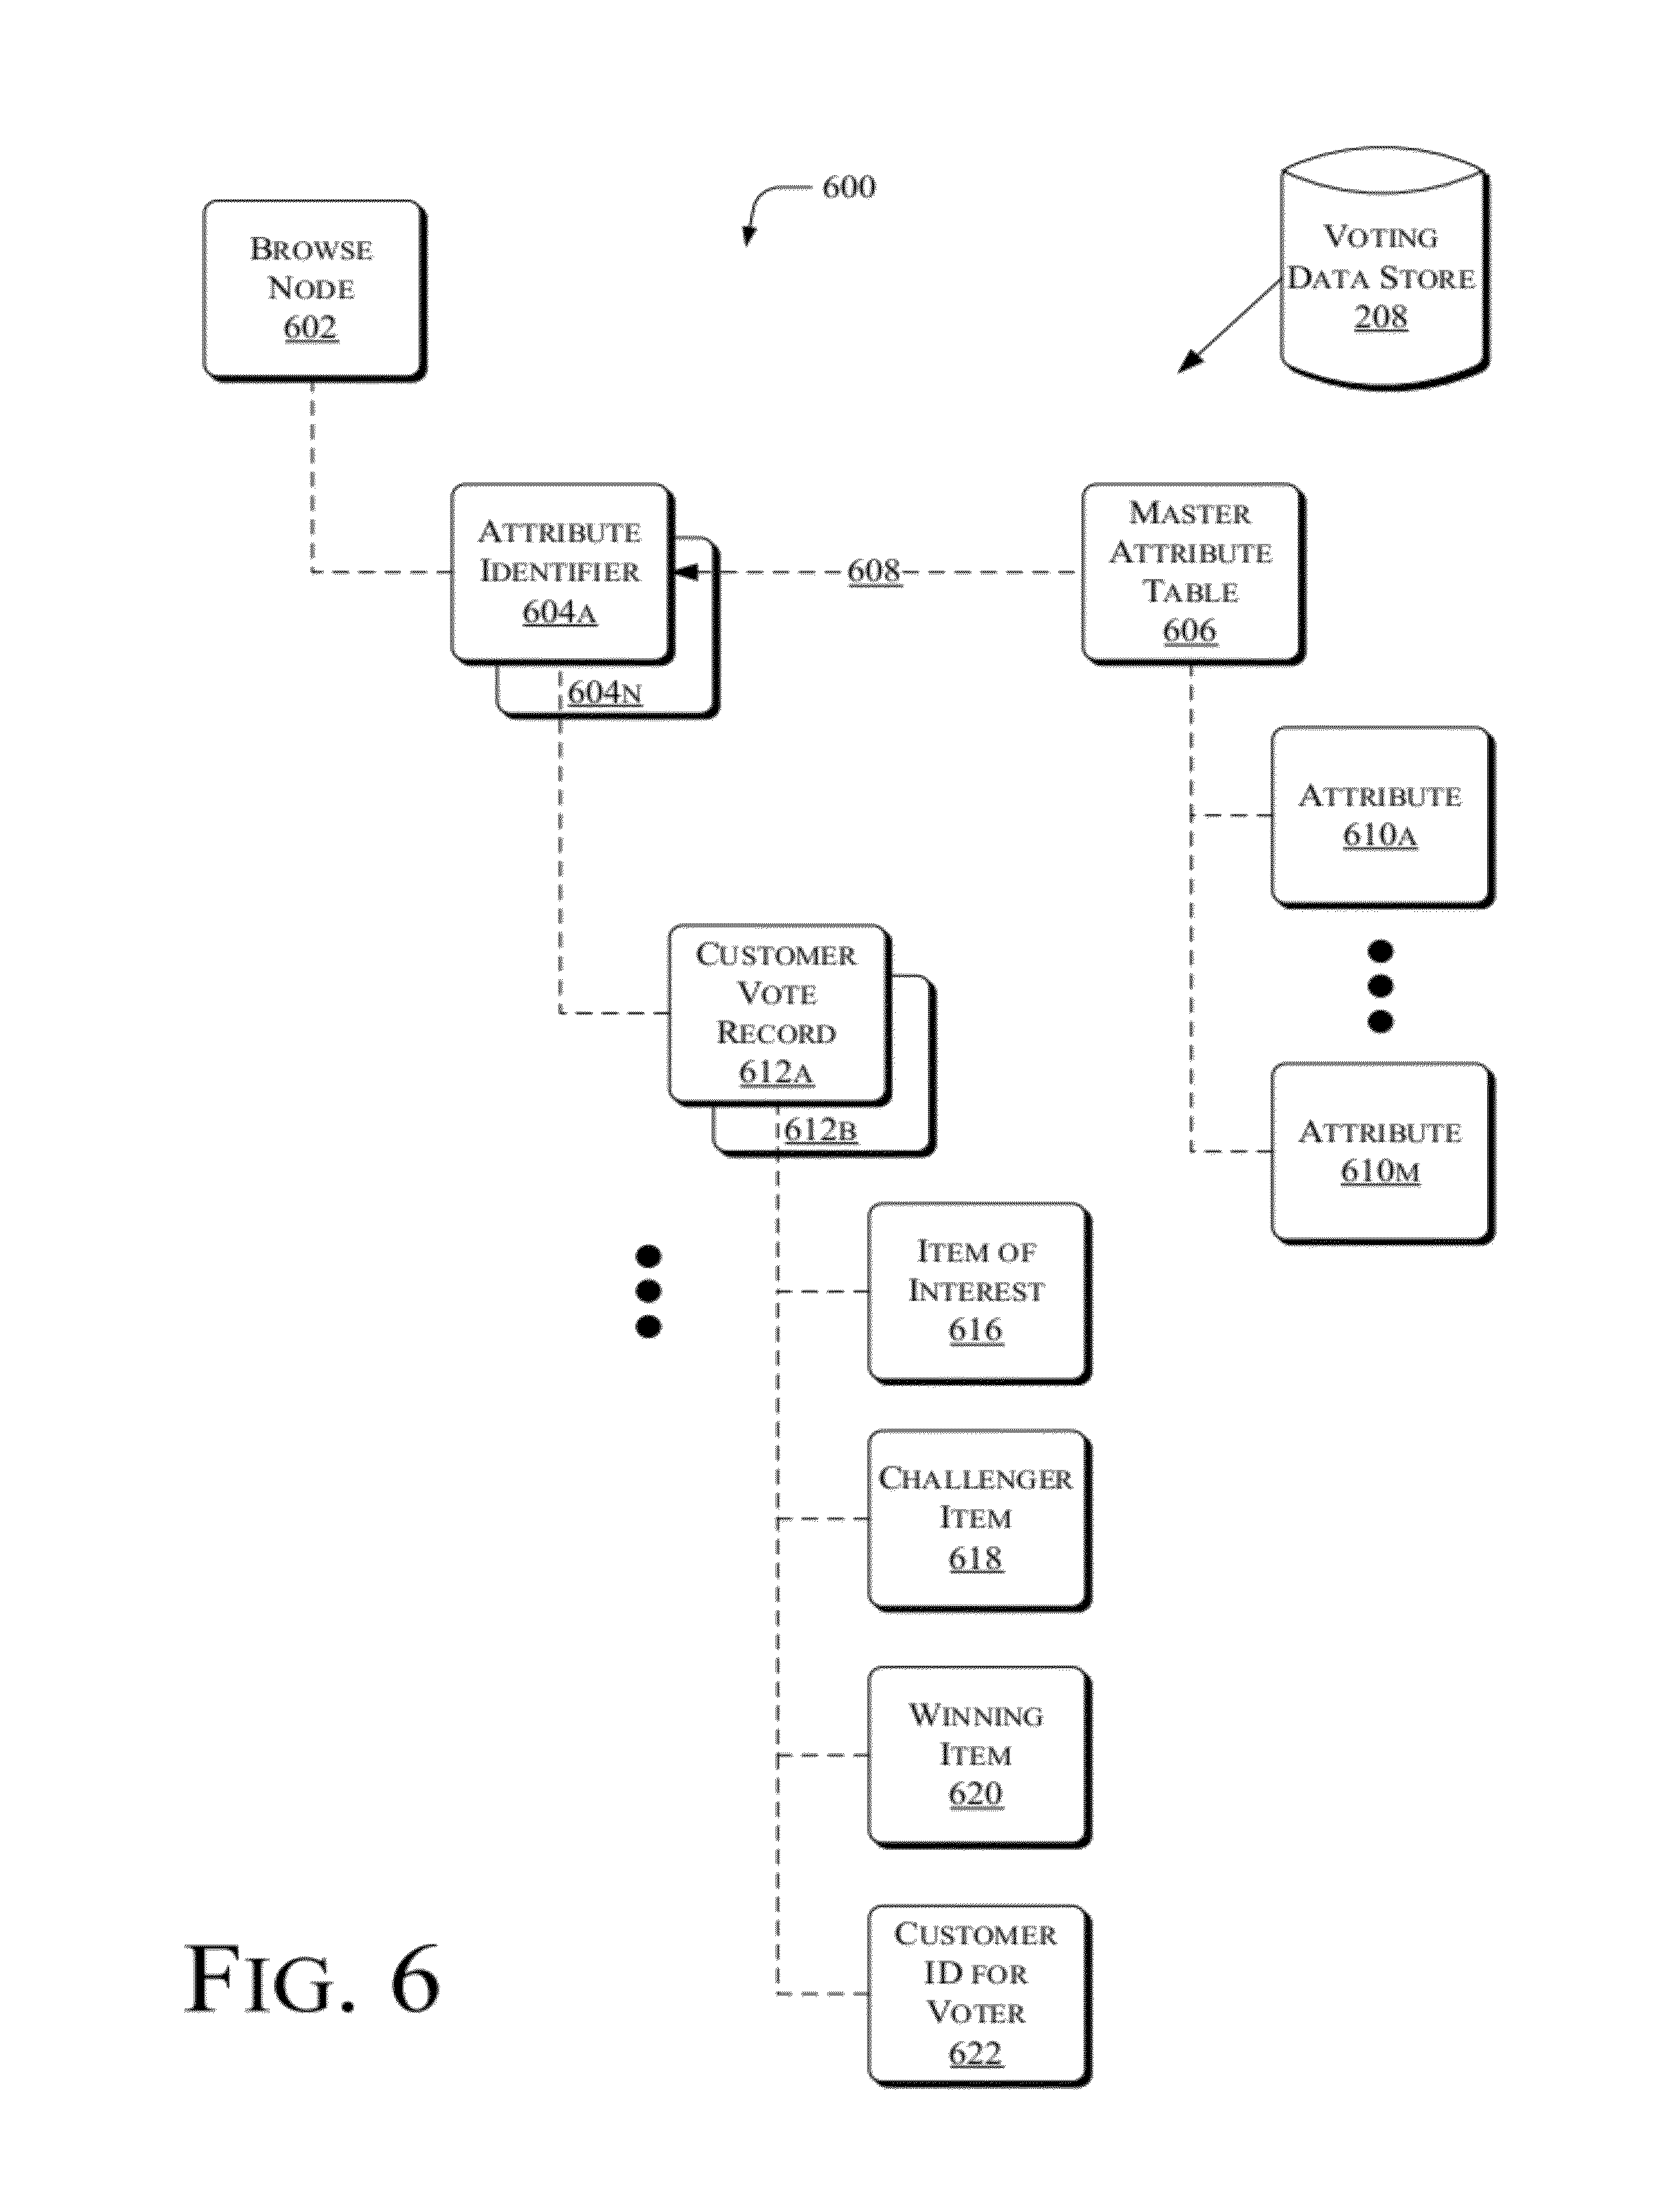 600
BROWSE
NODE
602
VOTING
DATA STORE
208
ATTRIBUTE
IDENTIFIER
604A
604N
608
MASTER
ATTRIBUTE
TABLE
606
ATTRIBUTE
610A
ATTRIBUTE
610M
CUSTOMER
VOTE
RECORD
612A
612B
ITEM OF
INTEREST
616
CHALLENGER
ITEM
618
WINNING
ITEM
620
CUSTOMER
ID FOR
VOTER
622
FIG. 6